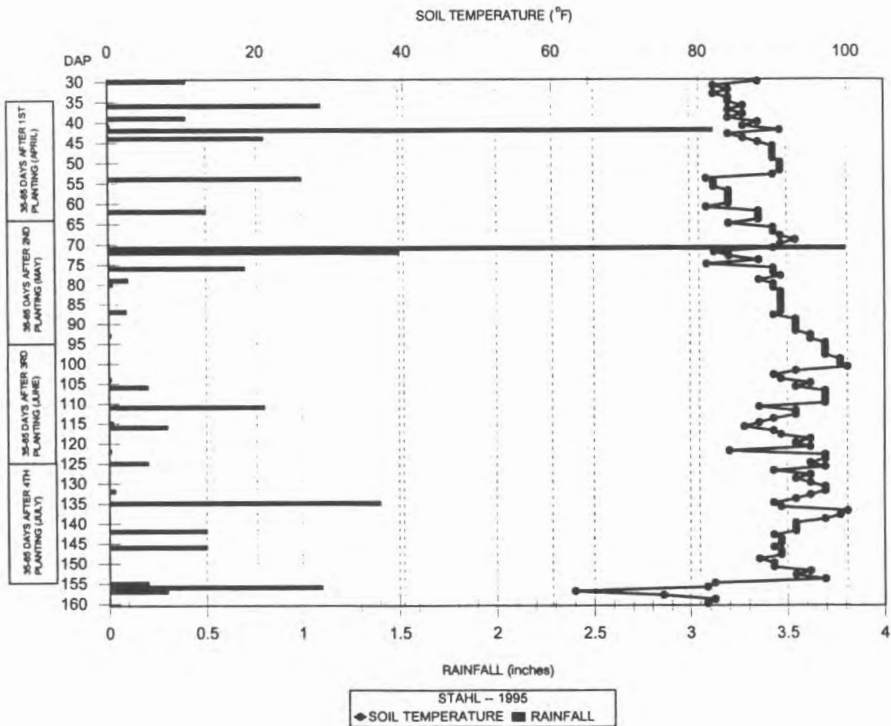 SOIL TEMPERATURE (°F)
0 20 40 60 80 100
DAP
30
35
40
45
50
55
60
65
70
75
80
85
90
95
100
105
110
115
120
125
130
135
140
145
150
155
160
35-65 DAYS AFTER 1ST
PLANTING (APRIL)
35-65 DAYS AFTER 2ND
PLANTING (MAY)
35-65 DAYS AFTER 3RD
PLANTING (JUNE)
35-65 DAYS AFTER 4TH
PLANTING (JULY)
0 0.5 1 1.5 2 2.5 3 3.5 4
RAINFALL (inches)
STAHL -- 1995
SOIL TEMPERATURE RAINFALL